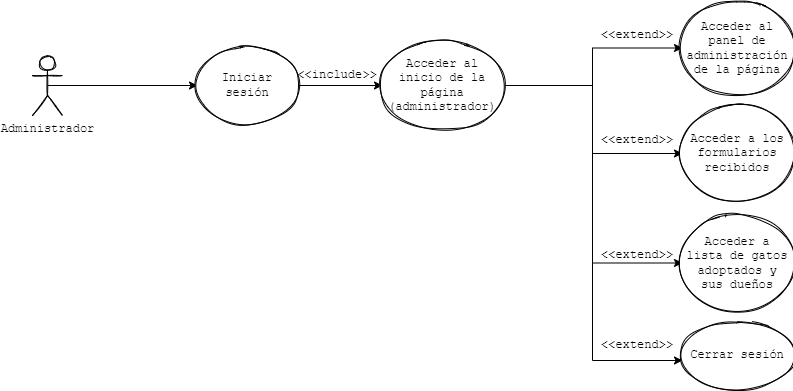 Administrador
Iniciar
sesión
<<include>>
Acceder al
inicio de la
página
(administrador)
<<extend>>
Acceder al
panel de
administración
de la página
<<extend>>
Acceder a los
formularios
recibidos
<<extend>>
Acceder a
lista de gatos
adoptados y
sus dueños
<<extend>>
Cerrar sesión